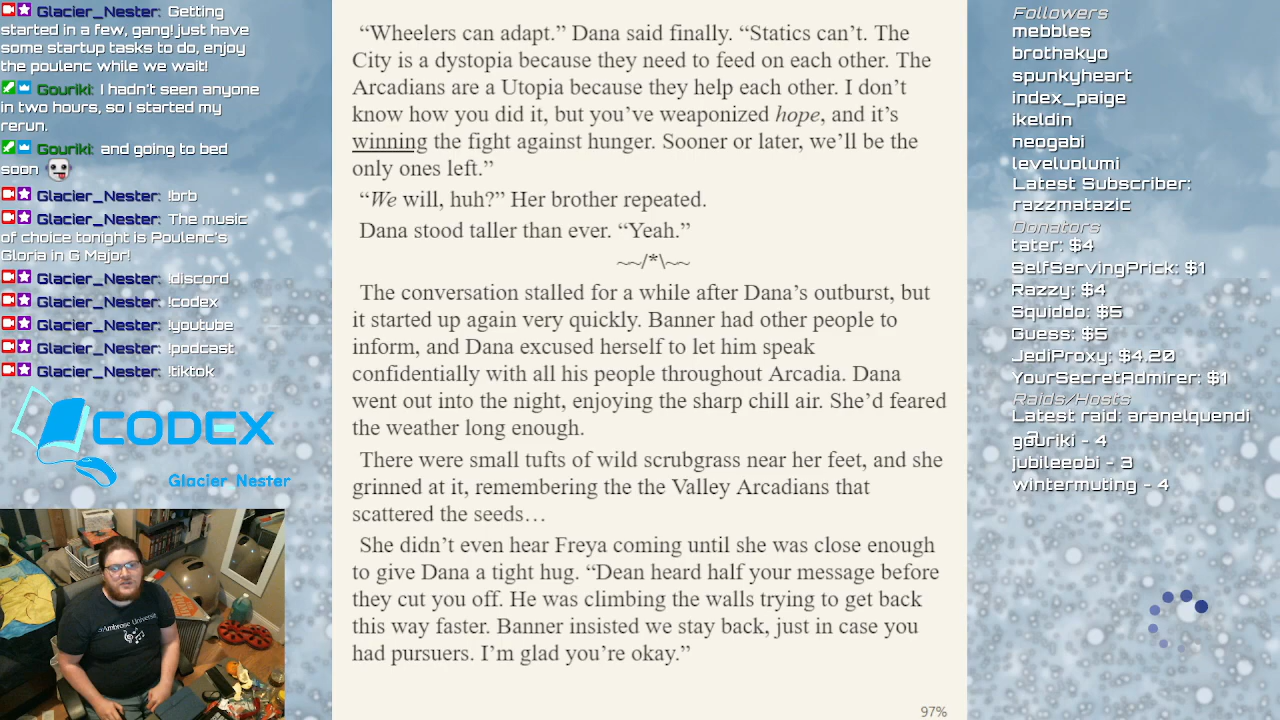 Glacier_Nester: Getting
started in a few, gang! just have
some startup tasks to do, enjoy
the poulenc while we wait!
Gouriki: I hadn't seen anyone
in two hours, so I started my
rerun.
Gouriki: and going to bed
soon
Glacier_Nester: !brb
Glacier_Nester: The music
of choice tonight is Poulenc's
Gloria in G Major!
Glacier_Nester: !discord
Glacier_Nester: !codex
Glacier_Nester: !youtube
Glacier_Nester: !podcast
Glacier_Nester: !tiktok
CODEX
Glacier Nester
St. Ambrose University
“Wheelers can adapt.” Dana said finally. “Statics can’t. The
City is a dystopia because they need to feed on each other. The
Arcadians are a Utopia because they help each other. I don’t
know how you did it, but you’ve weaponized hope, and it’s
winning the fight against hunger. Sooner or later, we’ll be the
only ones left.”
“We will, huh?” Her brother repeated.
Dana stood taller than ever. “Yeah.”
~~/*\~~
The conversation stalled for a while after Dana’s outburst, but
it started up again very quickly. Banner had other people to
inform, and Dana excused herself to let him speak
confidentially with all his people throughout Arcadia. Dana
went out into the night, enjoying the sharp chill air. She’d feared
the weather long enough.
There were small tufts of wild scrubgrass near her feet, and she
grinned at it, remembering the the Valley Arcadians that
scattered the seeds…
She didn’t even hear Freya coming until she was close enough
to give Dana a tight hug. “Dean heard half your message before
they cut you off. He was climbing the walls trying to get back
this way faster. Banner insisted we stay back, just in case you
had pursuers. I’m glad you’re okay.”
97%
Followers
mebbles
brothakyo
spunkyheart
index_paige
ikeldin
neogabi
leveluolumi
Latest Subscriber:
razzmatazic
Donators
tater: $4
SelfServingPrick: $1
Razzy: $4
Squiddo: $5
Guess: $5
JediProxy: $4.20
YourSecretAdmirer: $1
Raids/Hosts
Latest raid: aranelquendi
gouriki - 4
jubileeobi - 3
wintermuting - 4